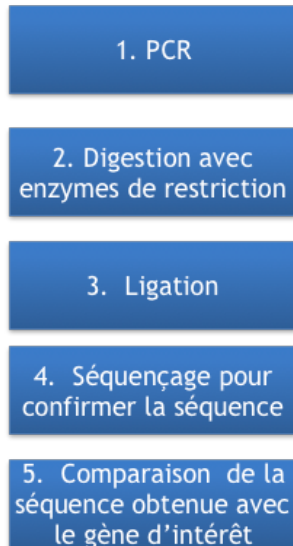 1. PCR
2. Digestion avec
enzymes de restriction
3. Ligation
4. Séquençage pour
confirmer la séquence
5. Comparaison de la
séquence obtenue avec
le gène d’intérêt